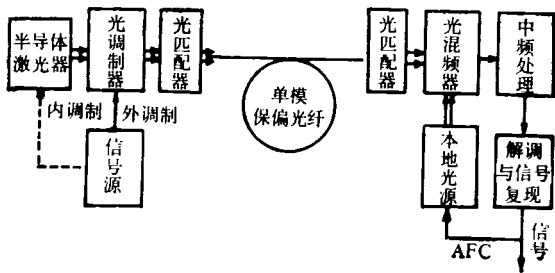 半导体
激光器
光调制器
光匹配器
内调制
外调制
信号源
单模
保偏光纤
光匹配器
光混频器
中频处理
本地光源
解调
与信号
复现
AFC
信号